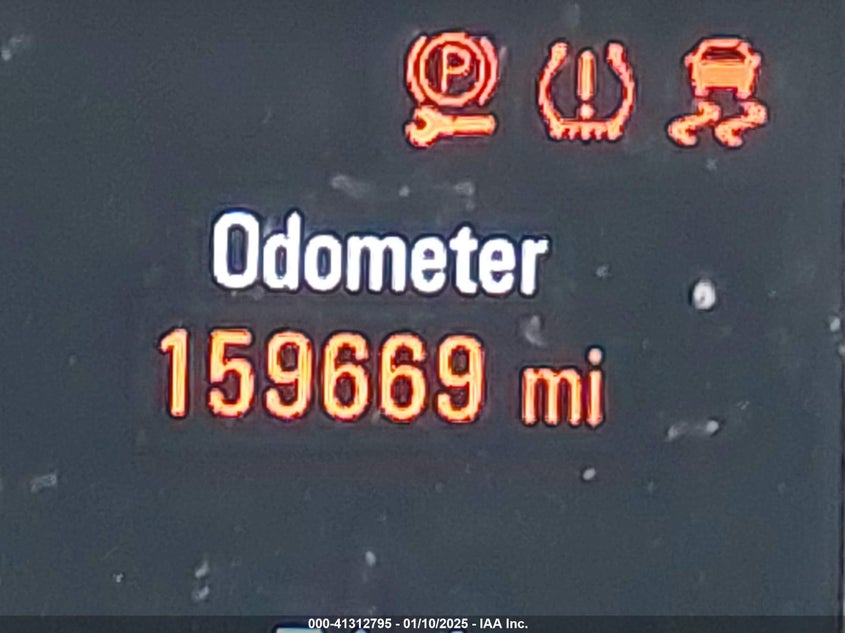 Odometer
159669 mi
000-41312795 - 01/10/2025 - IAA Inc.